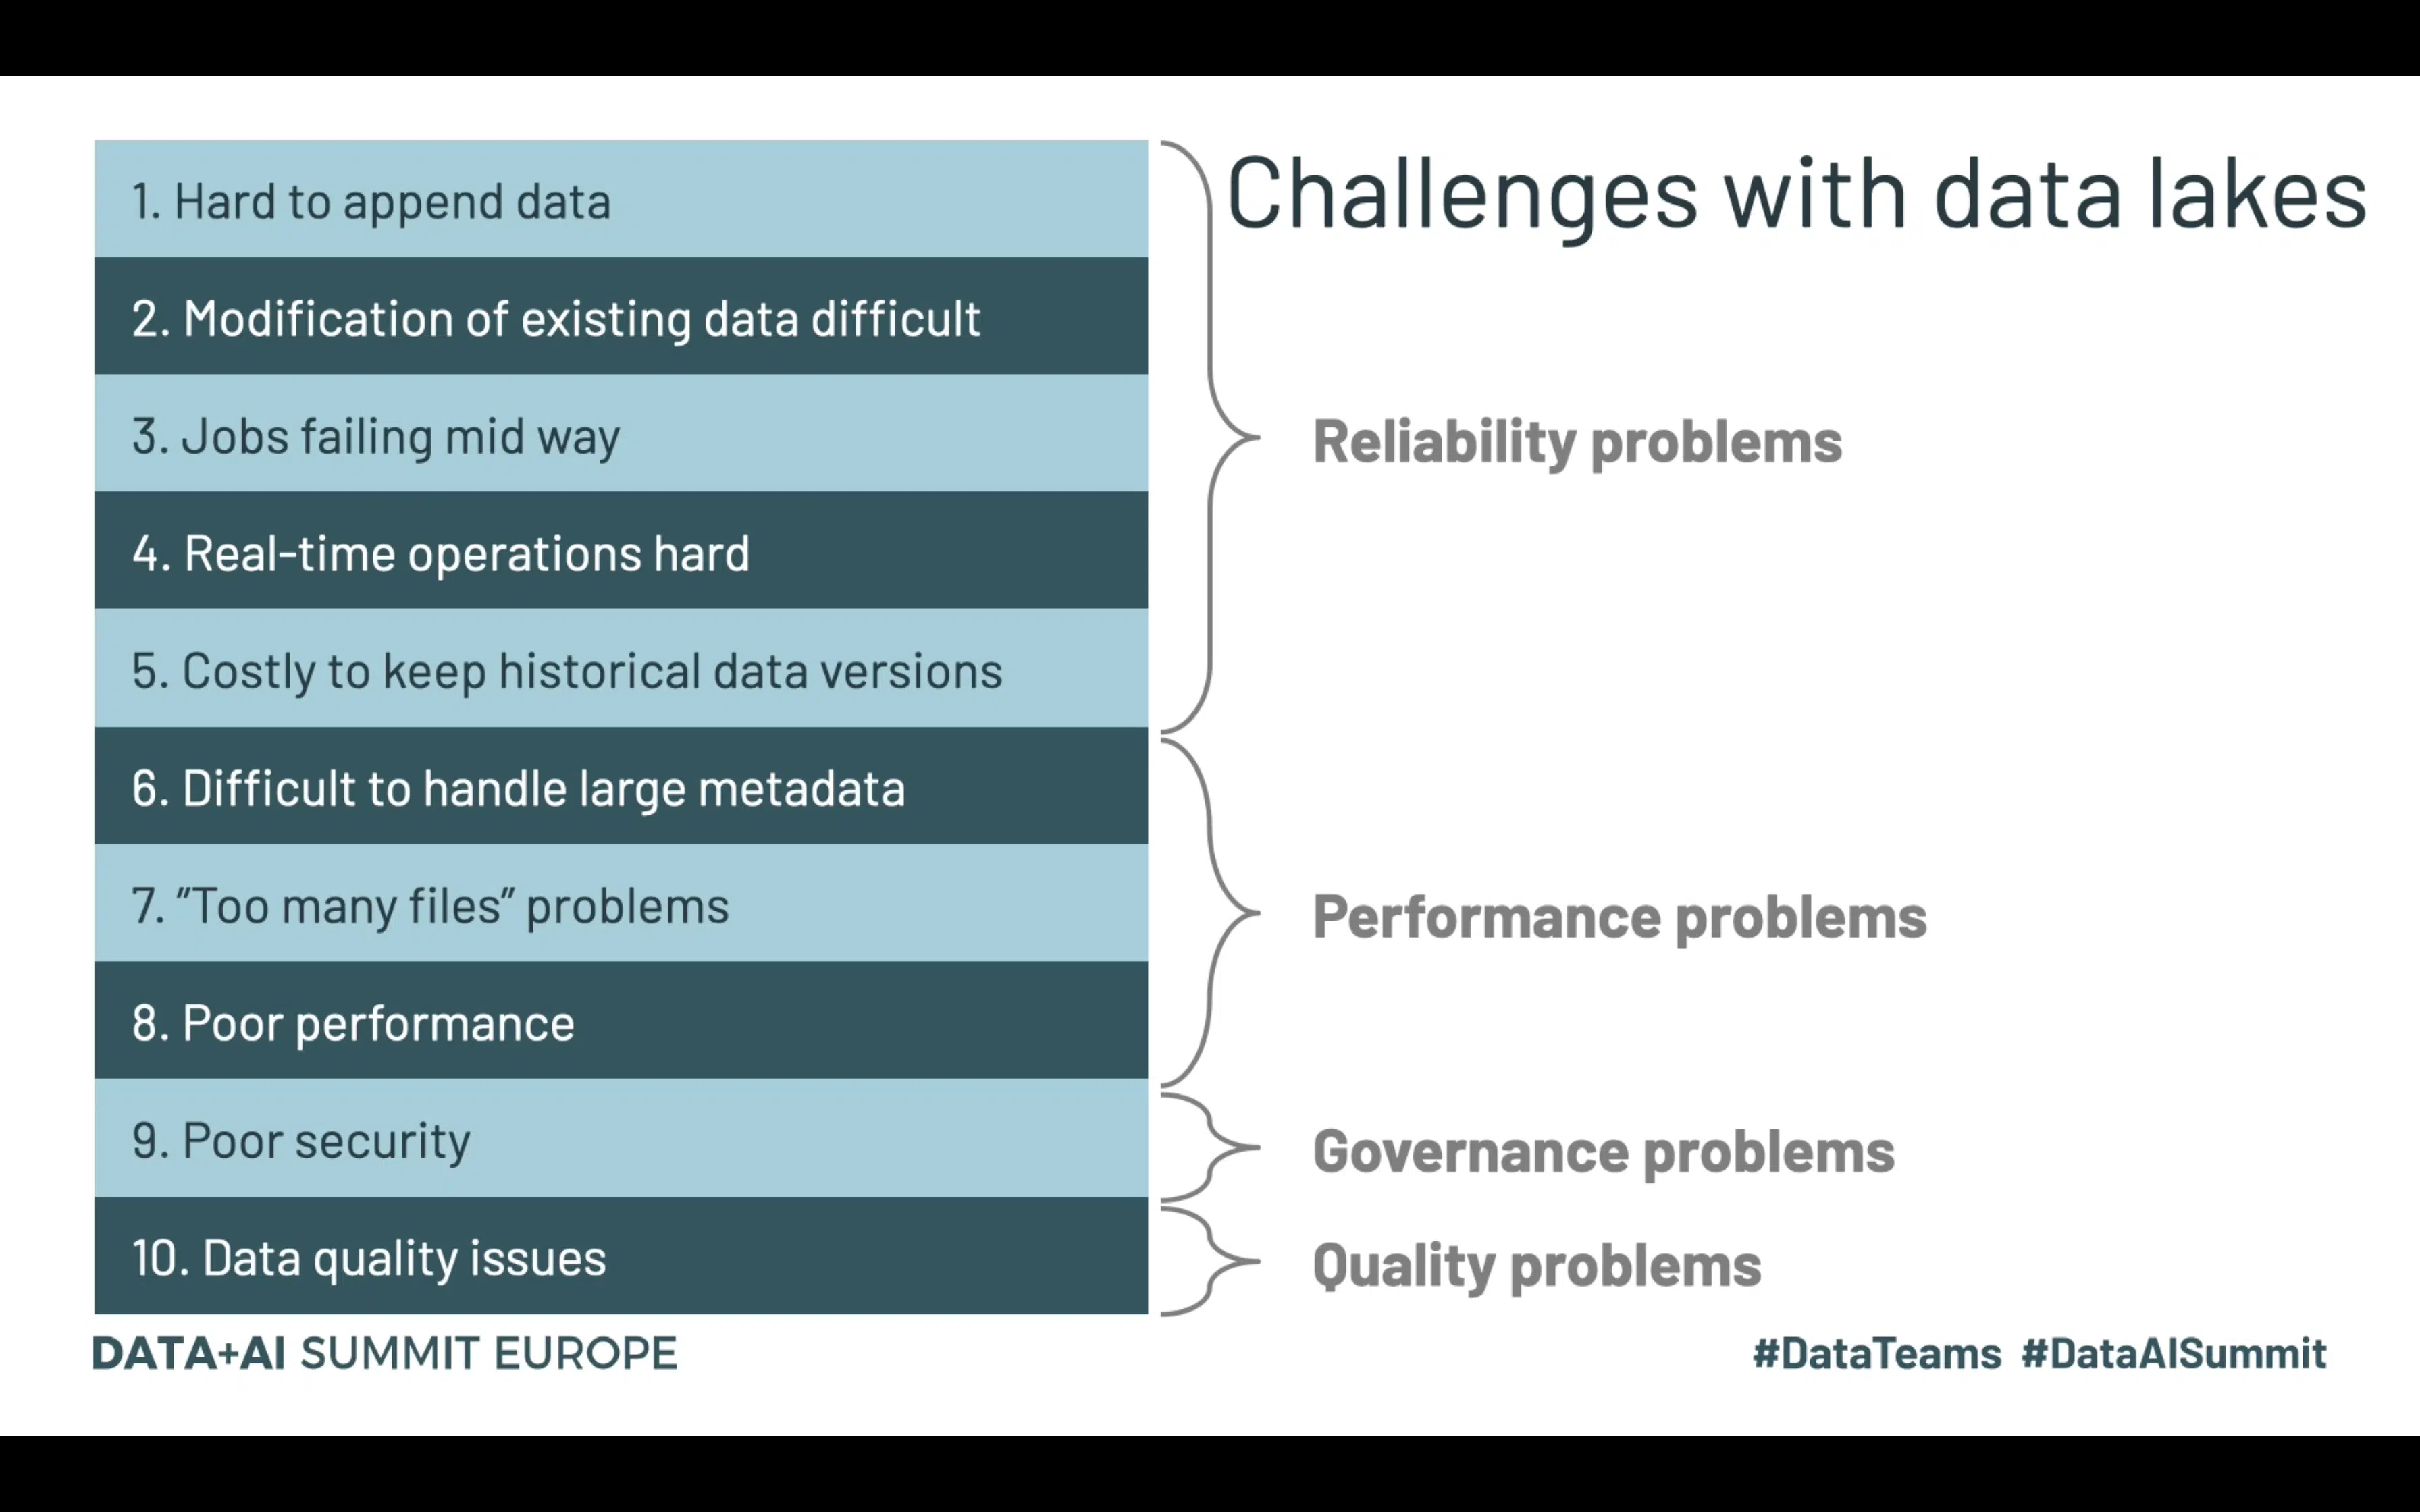 Challenges with data lakes
1. Hard to append data
2. Modification of existing data difficult
3. Jobs failing mid way
4. Real-time operations hard
5. Costly to keep historical data versions
Reliability problems
6. Difficult to handle large metadata
7. "Too many files" problems
8. Poor performance
Performance problems
9. Poor security
Governance problems
10. Data quality issues
Quality problems
DATA+AI SUMMIT EUROPE
#DataTeams #DataAISummit